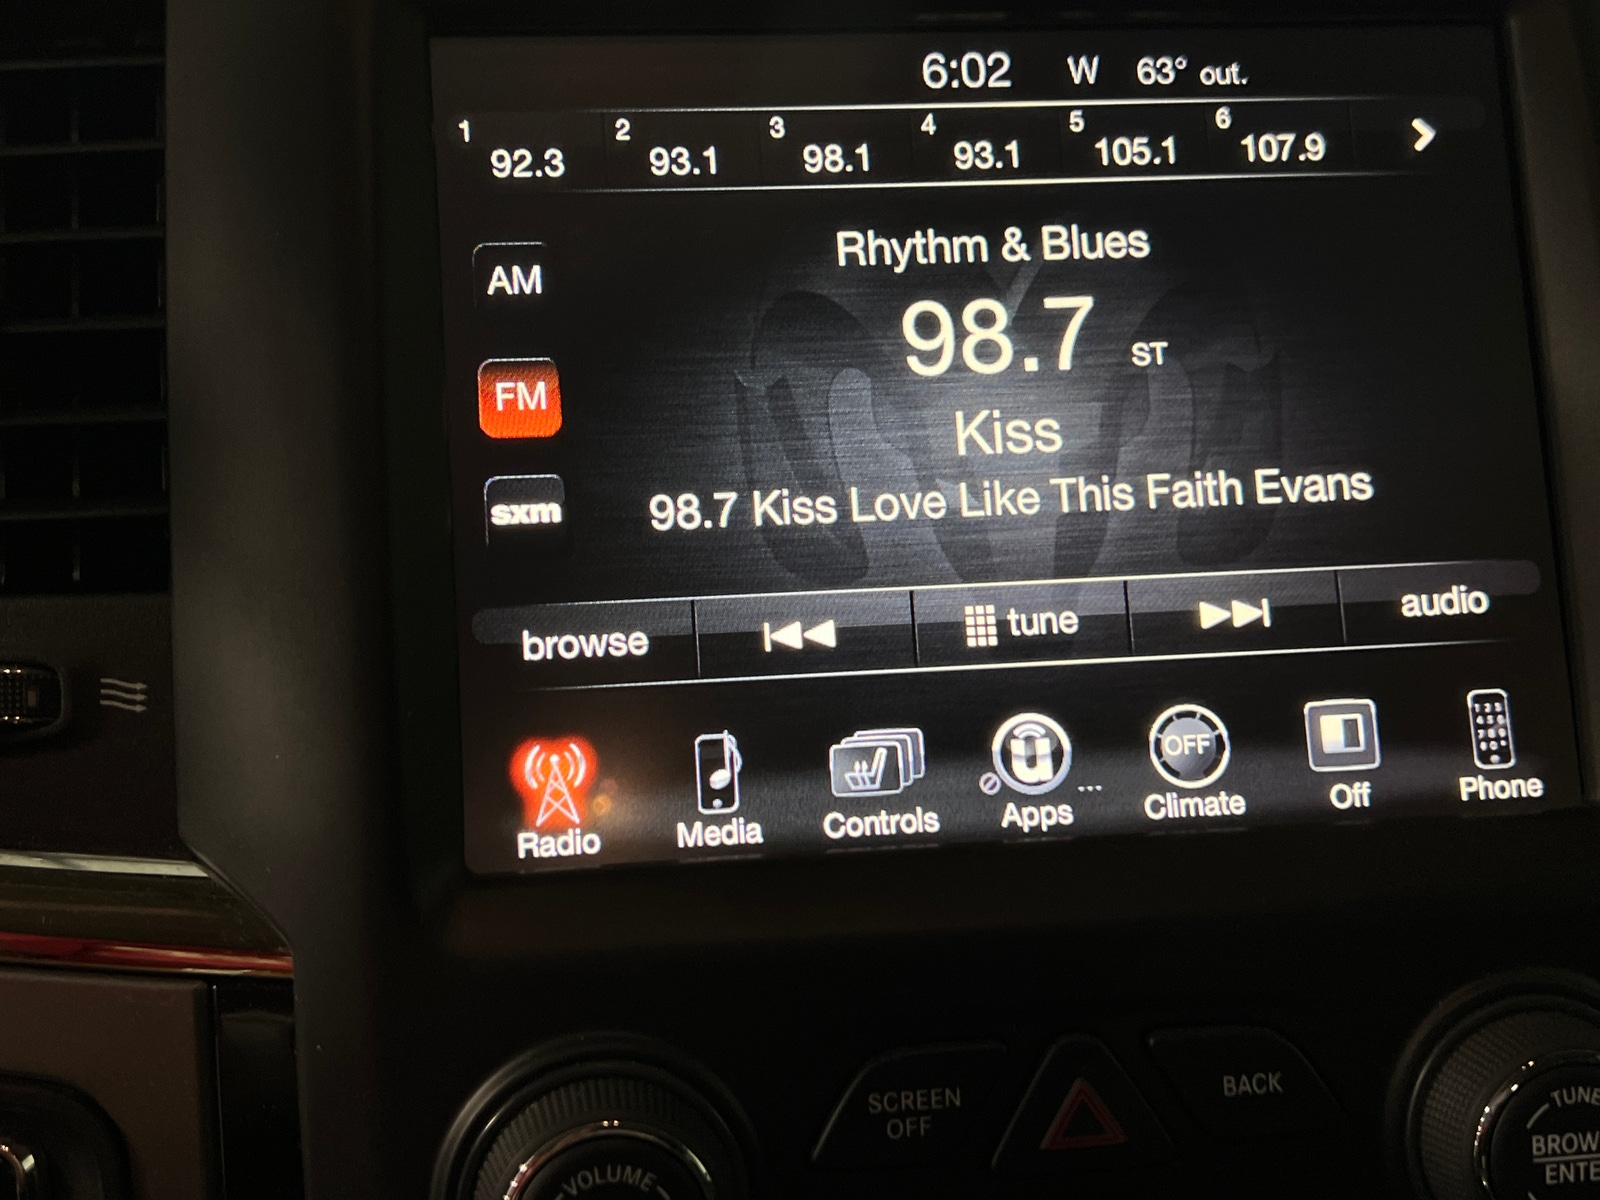 6:02 W 63° out.
1 92.3 2 93.1 3 98.1 4 93.1 5 105.1 6 107.9
Rhythm & Blues
AM
98.7 ST
FM
Kiss
sxm
98.7 Kiss Love Like This Faith Evans
browse tune audio
u OFF
Radio Media Controls Apps ... Climate Off Phone
SCREEN OFF
BACK
VOLUME
TUNE
BROW
ENTE